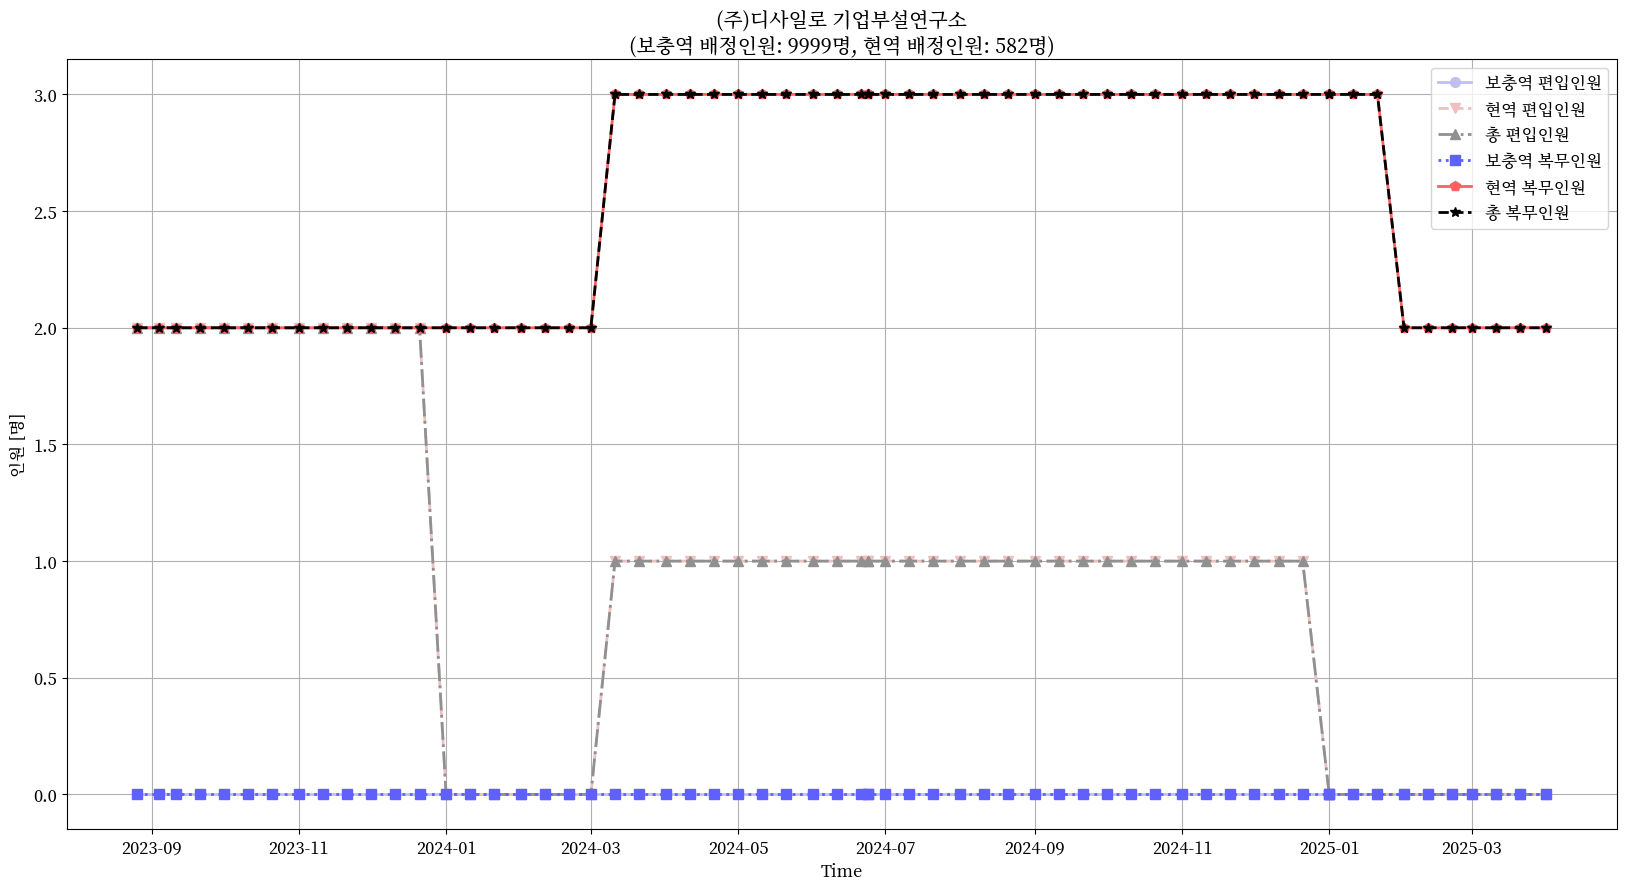 (주)디사일로 기업부설연구소
(보충역 배정인원: 9999명, 현역 배정인원: 582명)
보충역 편입인원
현역 편입인원
총 편입인원
보충역 복무인원
현역 복무인원
총 복무인원
인원 [명]
3.0
2.5
2.0
1.5
1.0
0.5
0.0
2023-09 2023-11 2024-01 2024-03 2024-05 2024-07 2024-09 2024-11 2025-01 2025-03
Time